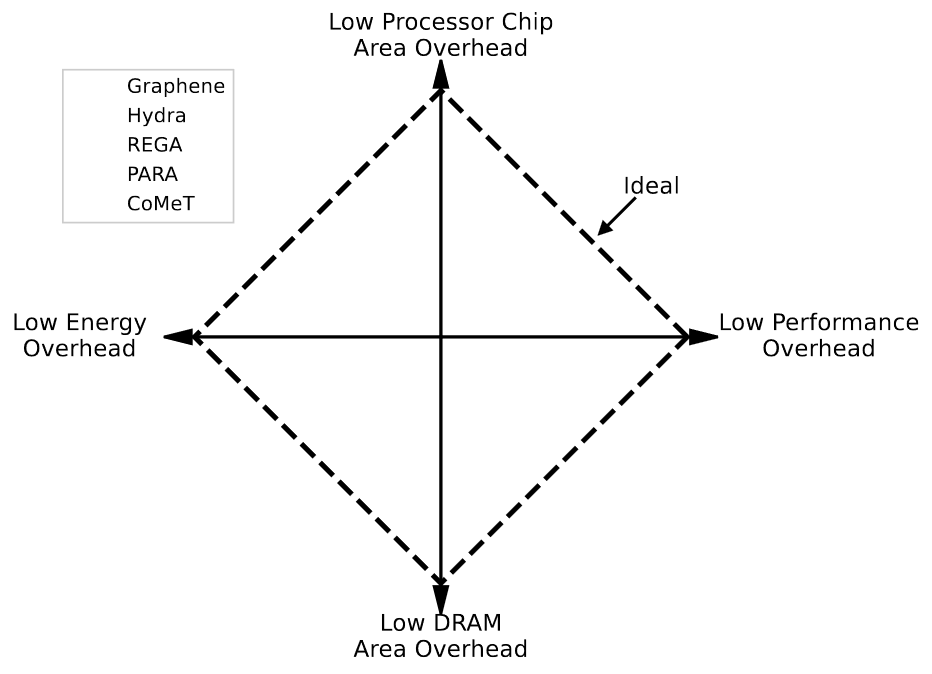 Low Processor Chip
Area Overhead
Graphene
Hydra
REGA
PARA
CoMeT
Ideal
Low Energy
Overhead
Low Performance
Overhead
Low DRAM
Area Overhead